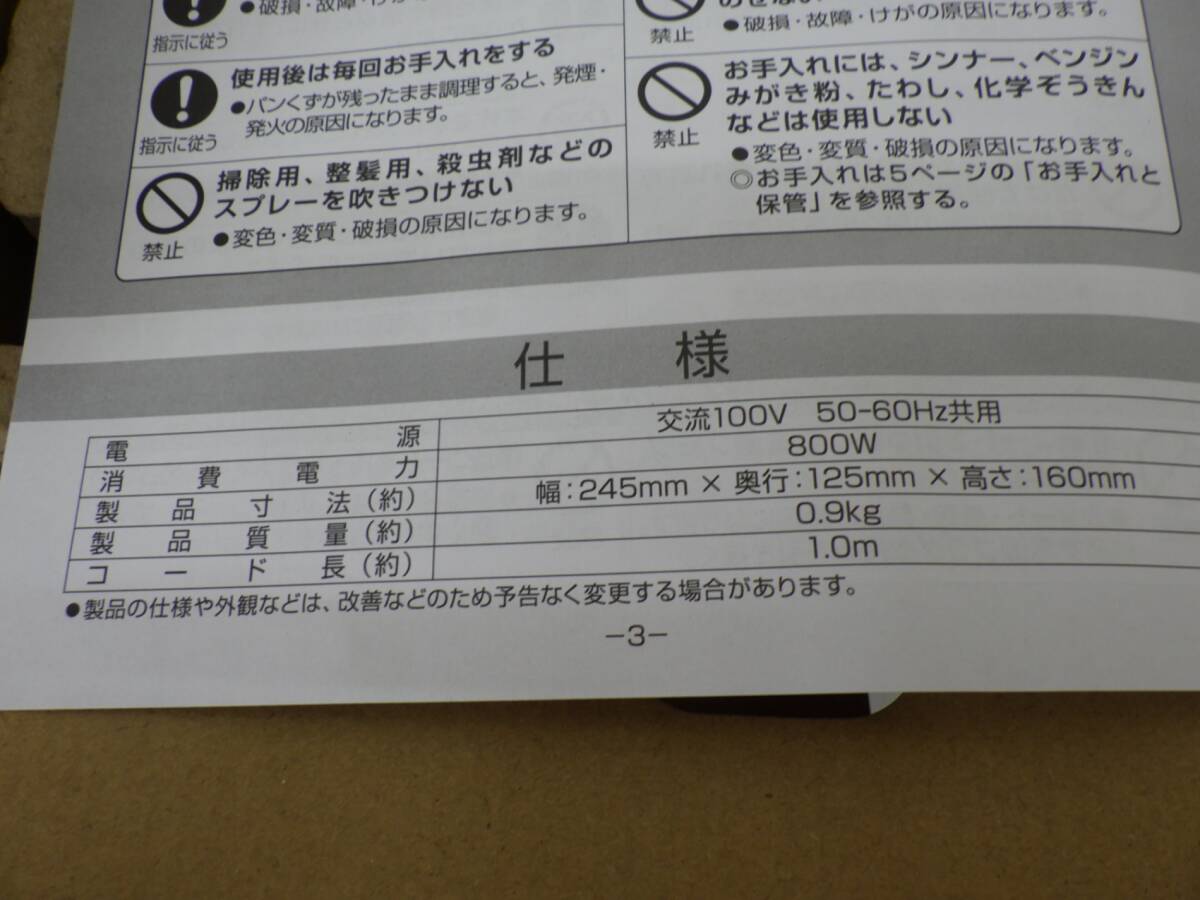 ●破損・故障・けが
指示に従う
使用後は毎回お手入れをする
●パンくずが残ったまま調理すると、発煙・
発火の原因になります。
指示に従う
掃除用、整髪用、殺虫剤などの
スプレーを吹きつけない
●変色・変質・破損の原因になります。
禁止
●破損・故障・けがの原因になります。
禁止
お手入れには、シンナー、ベンジン
みがき粉、たわし、化学ぞうきん
などは使用しない
禁止
●変色・変質・破損の原因になります。
◎お手入れは5ページの「お手入れと
保管」を参照する。
仕様
電源 交流100V 50-60Hz共用
消費電力 800W
製品寸法(約) 幅:245mm × 奥行:125mm × 高さ:160mm
製品質量(約) 0.9kg
コード長(約) 1.0m
●製品の仕様や外観などは、改善などのため予告なく変更する場合があります。
-3-